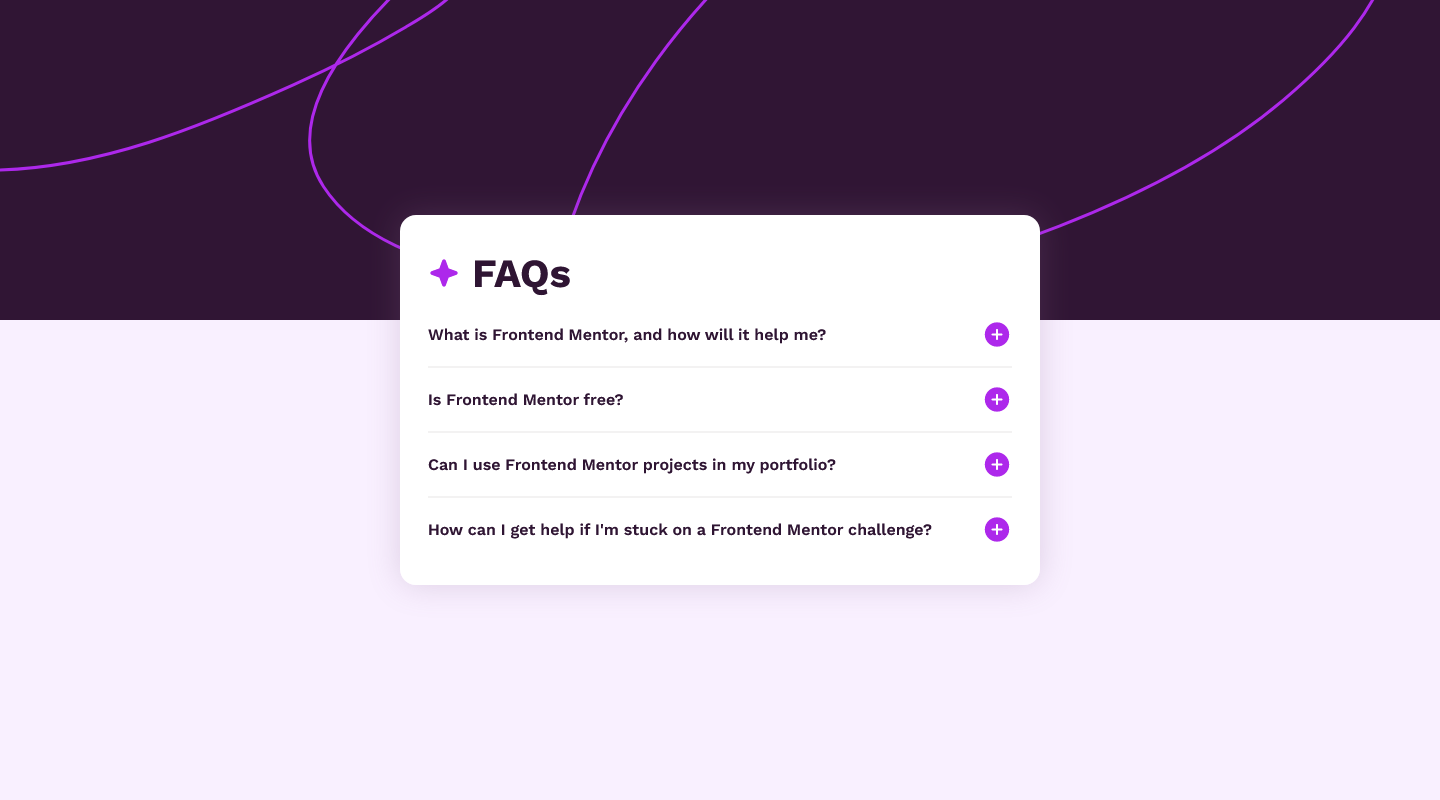 FAQs
What is Frontend Mentor, and how will it help me?
Is Frontend Mentor free?
Can I use Frontend Mentor projects in my portfolio?
How can I get help if I'm stuck on a Frontend Mentor challenge?